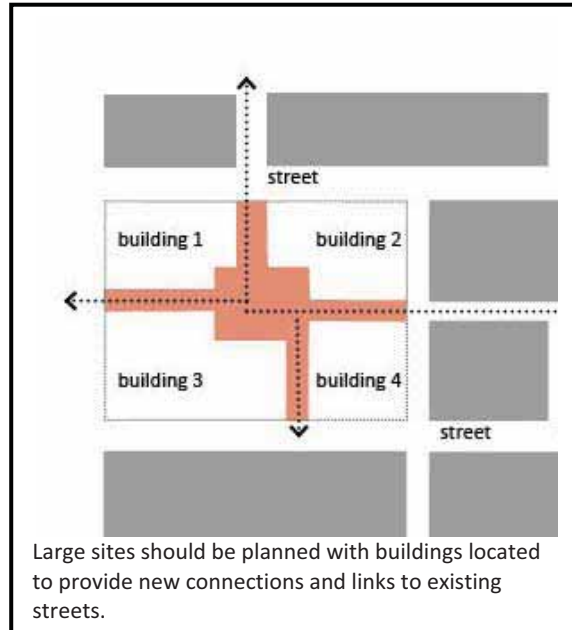 street
building 1
building 2
building 3
building 4
street
Large sites should be planned with buildings located
to provide new connections and links to existing
streets.